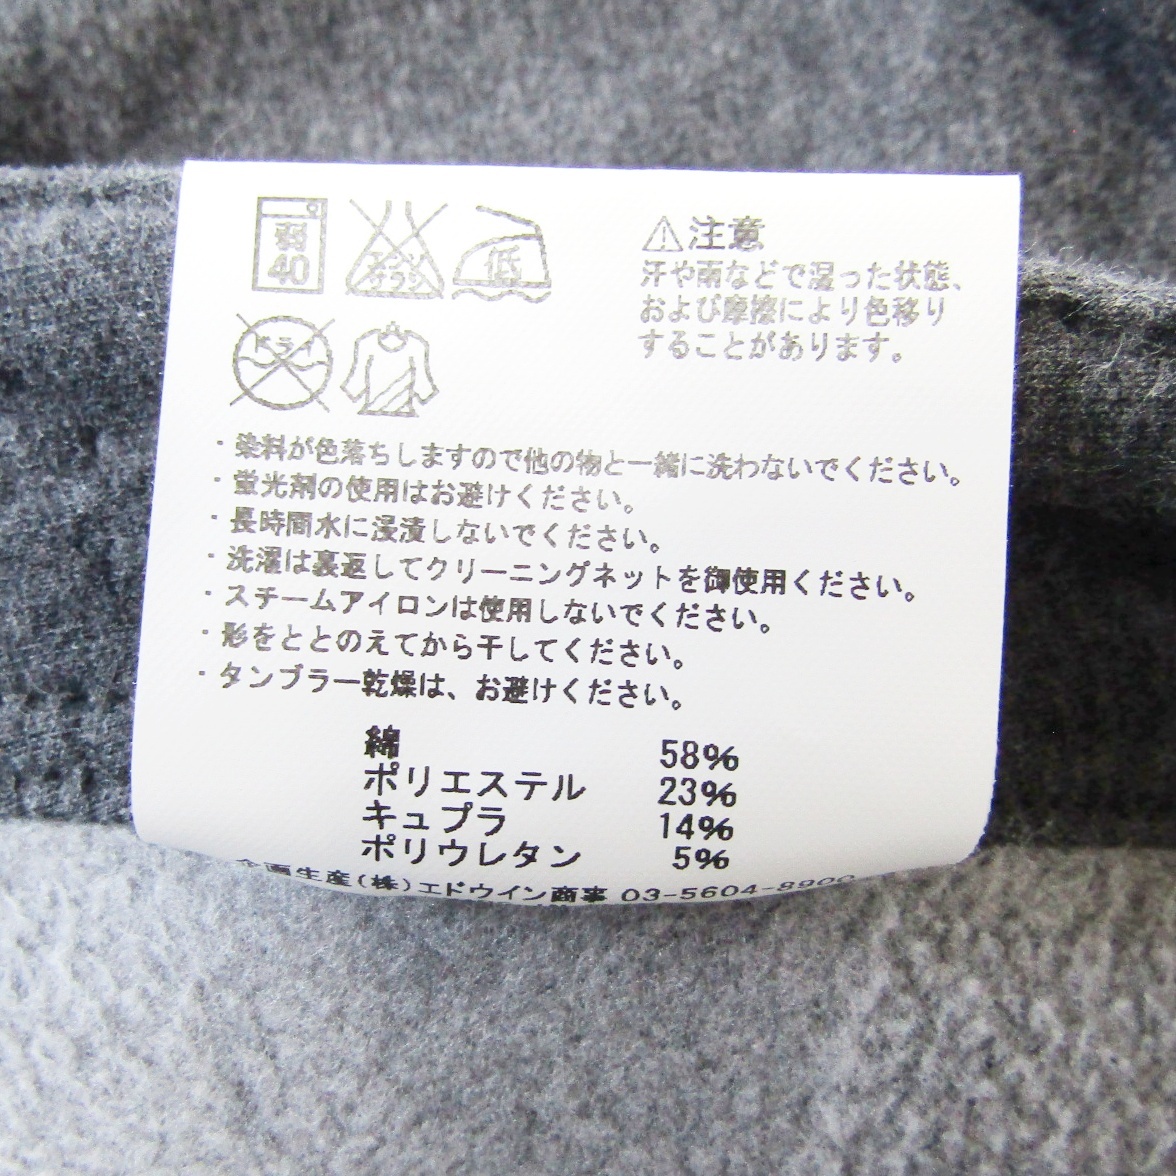 弱
40
エンソ
サラシ
低
ドライ
⚠注意
汗や雨などで湿った状態、
および摩擦により色移り
することがあります。
・染料が色落ちしますので他の物と一緒に洗わないでください。
・蛍光剤の使用はお避けください。
・長時間水に浸漬しないでください。
・洗濯は裏返してクリーニングネットを御使用ください。
・スチームアイロンは使用しないでください。
・形をととのえてから干してください。
・タンブラー乾燥は、お避けください。
綿 58%
ポリエステル 23%
キュプラ 14%
ポリウレタン 5%
企画生産(株)エドウイン商事 03-5604-8900